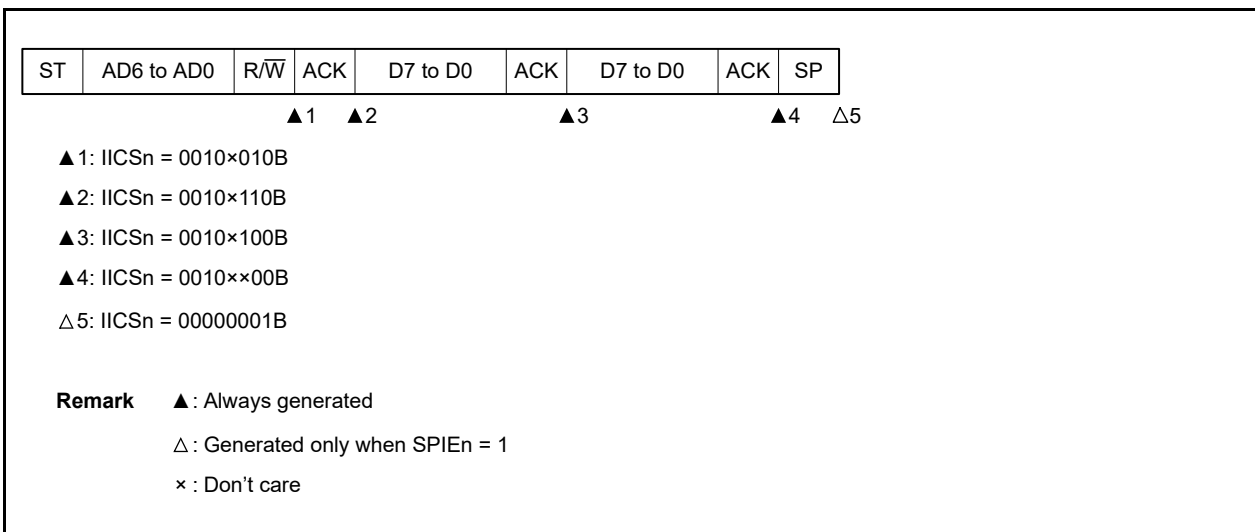 ST AD6 to AD0 R/W̅ ACK D7 to D0 ACK D7 to D0 ACK SP
▲1 ▲2 ▲3 ▲4 △5
▲1: IICSn = 0010×010B
▲2: IICSn = 0010×110B
▲3: IICSn = 0010×100B
▲4: IICSn = 0010××00B
△5: IICSn = 00000001B
Remark ▲: Always generated
△: Generated only when SPIEn = 1
×: Don’t care